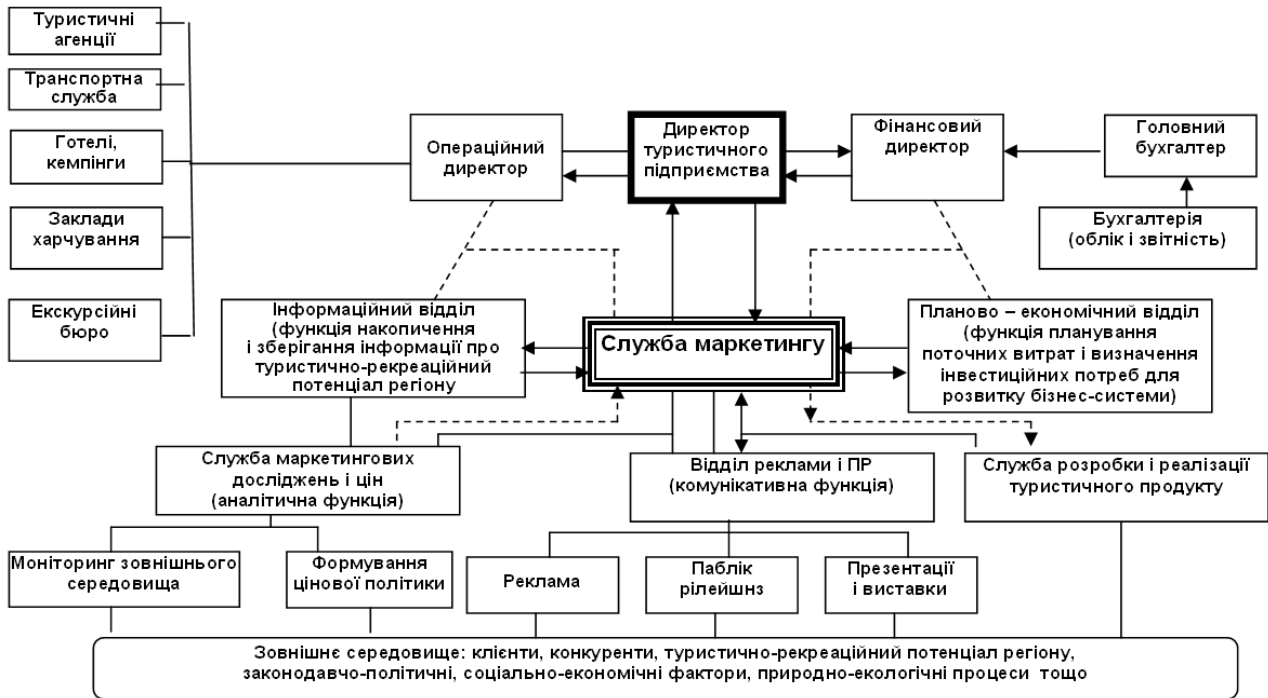 Туристичні
агенції
Транспортна
служба
Готелі,
кемпінги
Заклади
харчування
Екскурсійні
бюро
Операційний
директор
Директор
туристичного
підприємства
Фінансовий
директор
Головний
бухгалтер
Бухгалтерія
(облік і звітність)
Інформаційний відділ
(функція накопичення
і зберігання інформації про
туристично-рекреаційний
потенціал регіону
Служба маркетингу
Планово – економічний відділ
(функція планування
поточних витрат і визначення
інвестиційних потреб для
розвитку бізнес-системи)
Служба маркетингових
досліджень і цін
(аналітична функція)
Відділ реклами і ПР
(комунікативна функція)
Служба розробки і реалізації
туристичного продукту
Моніторинг зовнішнього
середовища
Формування
цінової політики
Реклама
Паблік
рілейшнз
Презентації
і виставки
Зовнішнє середовище: клієнти, конкуренти, туристично-рекреаційний потенціал регіону,
законодавчо-політичні, соціально-економічні фактори, природно-екологічні процеси тощо